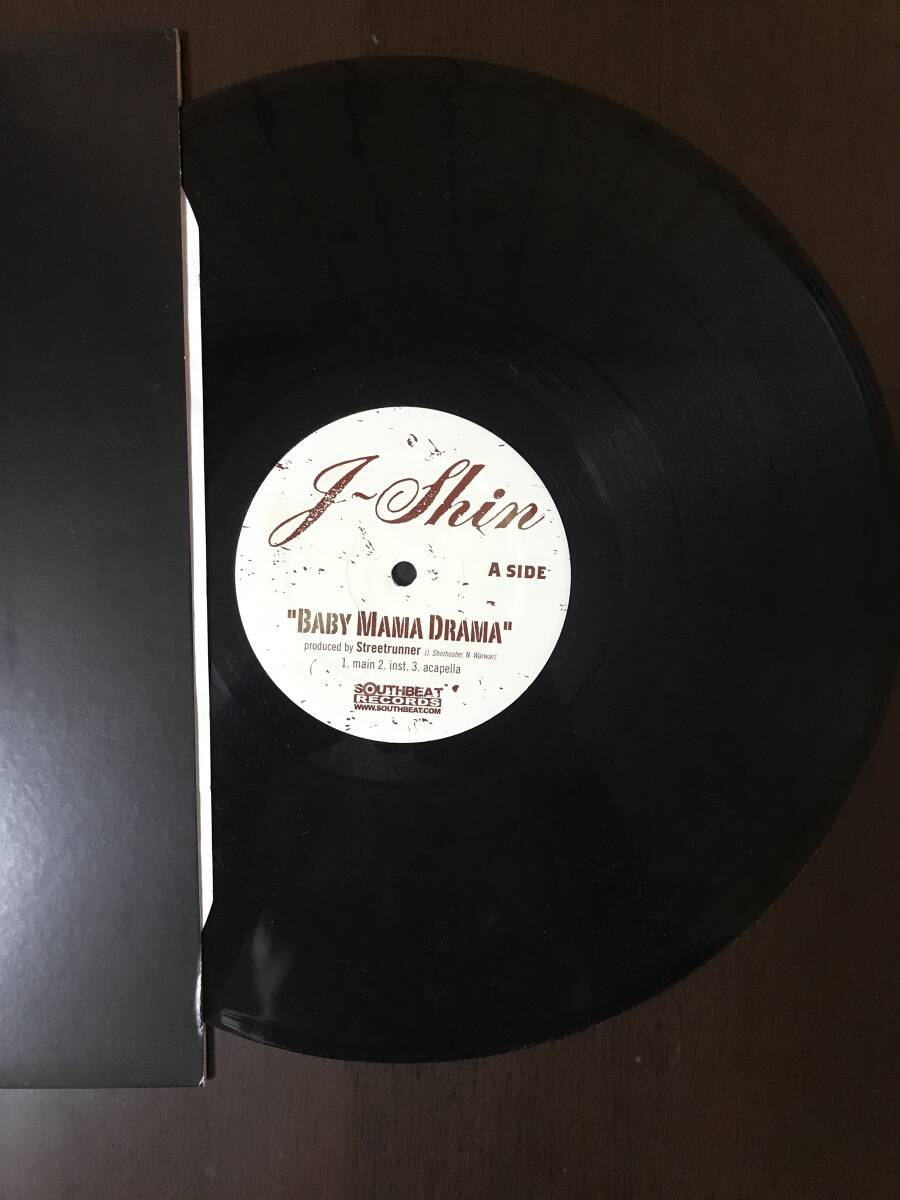 J-Shin
A SIDE
"BABY MAMA DRAMA"
produced by Streetrunner (J. Shinhoster, N. Warwar)
1. main 2. inst. 3. acapella
SOUTHBEAT
RECORDS
WWW.SOUTHBEAT.COM